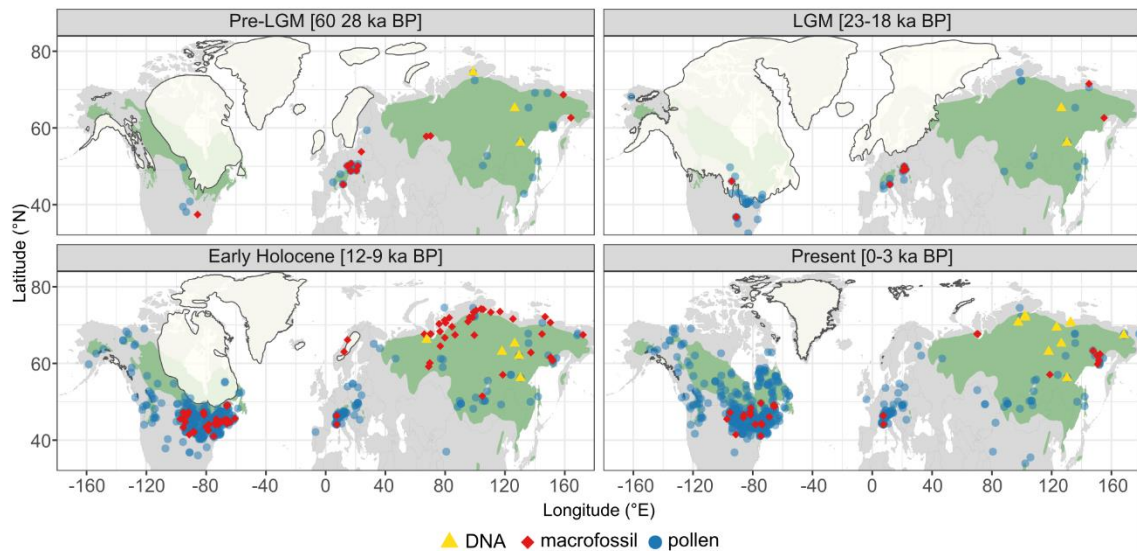 Pre-LGM [60 28 ka BP]
LGM [23-18 ka BP]
80
60
40
Early Holocene [12-9 ka BP]
Present [0-3 ka BP]
80
60
40
Latitude (°N)
-160 -120 -80 -40 0 40 80 120 160
-160 -120 -80 -40 0 40 80 120 160
Longitude (°E)
DNA macrofossil pollen